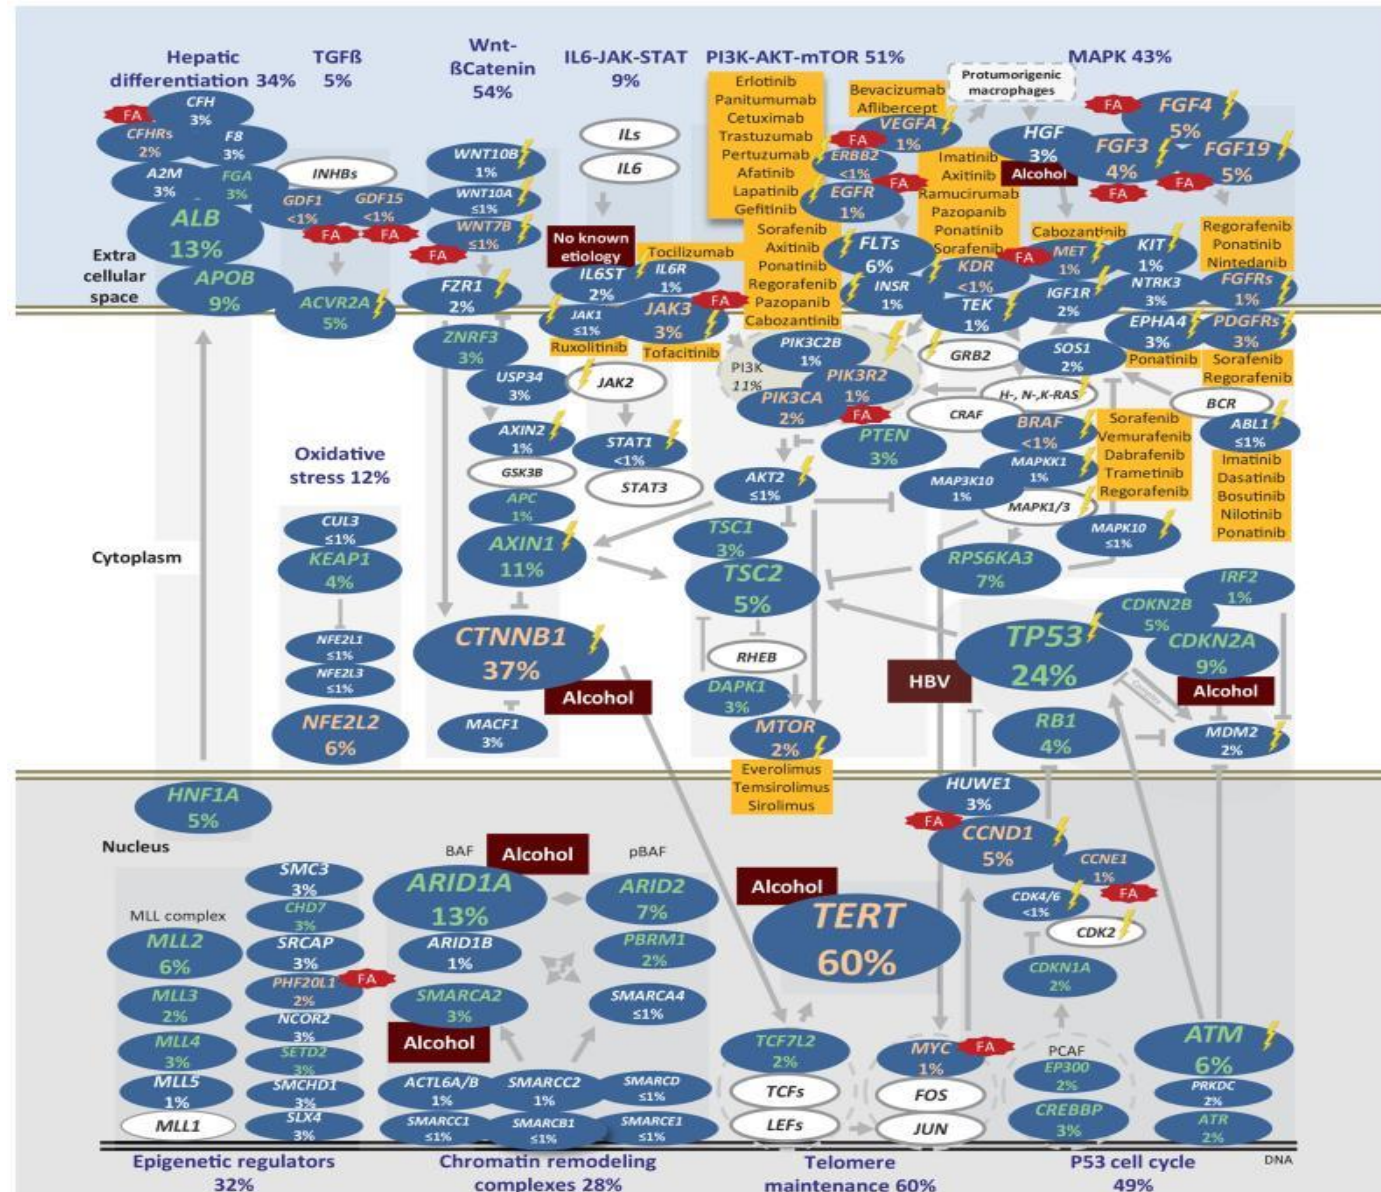 Hepatic
differentiation 34%
TGFß
5%
Wnt-
ßCatenin
54%
IL6-JAK-STAT
9%
PI3K-AKT-mTOR 51%
MAPK 43%
FA
CFH
3%
CFHRs
2%
F8
3%
A2M
3%
FGA
3%
ALB
13%
APOB
9%
Extra
cellular
space
INHBs
GDF1
<1%
GDF15
<1%
FA
FA
ACVR2A
5%
WNT10B
1%
WNT10A
≤1%
WNT7B
≤1%
FA
FZR1
2%
ZNRF3
3%
USP34
3%
AXIN2
1%
GSK3B
APC
1%
AXIN1
11%
CTNNB1
37%
Alcohol
MACF1
3%
ILs
IL6
No known
etiology
Tocilizumab
IL6ST
2%
IL6R
1%
JAK1
≤1%
JAK3
3%
FA
Ruxolitinib
Tofacitinib
JAK2
STAT1
<1%
STAT3
Erlotinib
Panitumumab
Cetuximab
Trastuzumab
Pertuzumab
Afatinib
Lapatinib
Gefitinib
Bevacizumab
Aflibercept
VEGFA
1%
FA
ERBB2
<1%
EGFR
1%
FA
Sorafenib
Axitinib
Ponatinib
Regorafenib
Pazopanib
Cabozantinib
FLTs
6%
INSR
1%
Imatinib
Axitinib
Ramucirumab
Pazopanib
Ponatinib
Sorafenib
KDR
<1%
TEK
1%
PI3K
11%
PIK3C2B
1%
PIK3R2
1%
PIK3CA
2%
FA
PTEN
3%
AKT2
≤1%
TSC1
3%
TSC2
5%
RHEB
DAPK1
3%
MTOR
2%
Everolimus
Temsirolimus
Sirolimus
Protumorigenic
macrophages
HGF
3%
Alcohol
FA
FGF4
5%
FGF3
4%
FGF19
5%
FA
FA
Cabozantinib
FA
MET
1%
KIT
1%
Regorafenib
Ponatinib
Nintedanib
IGF1R
2%
NTRK3
3%
FGFRs
1%
EPHA4
3%
PDGFRs
3%
Ponatinib
Sorafenib
Regorafenib
GRB2
SOS1
2%
H-, N-,K-RAS
CRAF
BCR
BRAF
<1%
ABL1
≤1%
Sorafenib
Vemurafenib
Dabrafenib
Trametinib
Regorafenib
Imatinib
Dasatinib
Bosutinib
Nilotinib
Ponatinib
MAPKK1
1%
MAP3K10
1%
MAPK1/3
MAPK10
≤1%
RPS6KA3
7%
Oxidative
stress 12%
CUL3
≤1%
KEAP1
4%
NFE2L1
≤1%
NFE2L3
≤1%
NFE2L2
6%
Cytoplasm
IRF2
1%
CDKN2B
5%
CDKN2A
9%
Alcohol
TP53
24%
HBV
RB1
4%
MDM2
2%
HUWE1
3%
FA
CCND1
5%
CCNE1
1%
FA
CDK4/6
<1%
CDK2
CDKN1A
2%
PCAF
EP300
2%
CREBBP
3%
ATM
6%
PRKDC
2%
ATR
2%
HNF1A
5%
Nucleus
MLL complex
MLL2
6%
MLL3
2%
MLL4
3%
MLL5
1%
MLL1
SMC3
3%
CHD7
3%
SRCAP
3%
PHF20L1
2%
FA
NCOR2
3%
SETD2
3%
SMCHD1
3%
SLX4
3%
BAF
Alcohol
pBAF
ARID1A
13%
ARID2
7%
ARID1B
1%
PBRM1
2%
SMARCA2
3%
SMARCA4
≤1%
Alcohol
ACTL6A/B
1%
SMARCC2
1%
SMARCD
≤1%
SMARCC1
≤1%
SMARCB1
≤1%
SMARCE1
≤1%
Alcohol
TERT
60%
TCF7L2
2%
TCFs
LEFs
MYC
1%
FA
FOS
JUN
Epigenetic regulators
32%
Chromatin remodeling
complexes 28%
Telomere
maintenance 60%
P53 cell cycle
49%
DNA